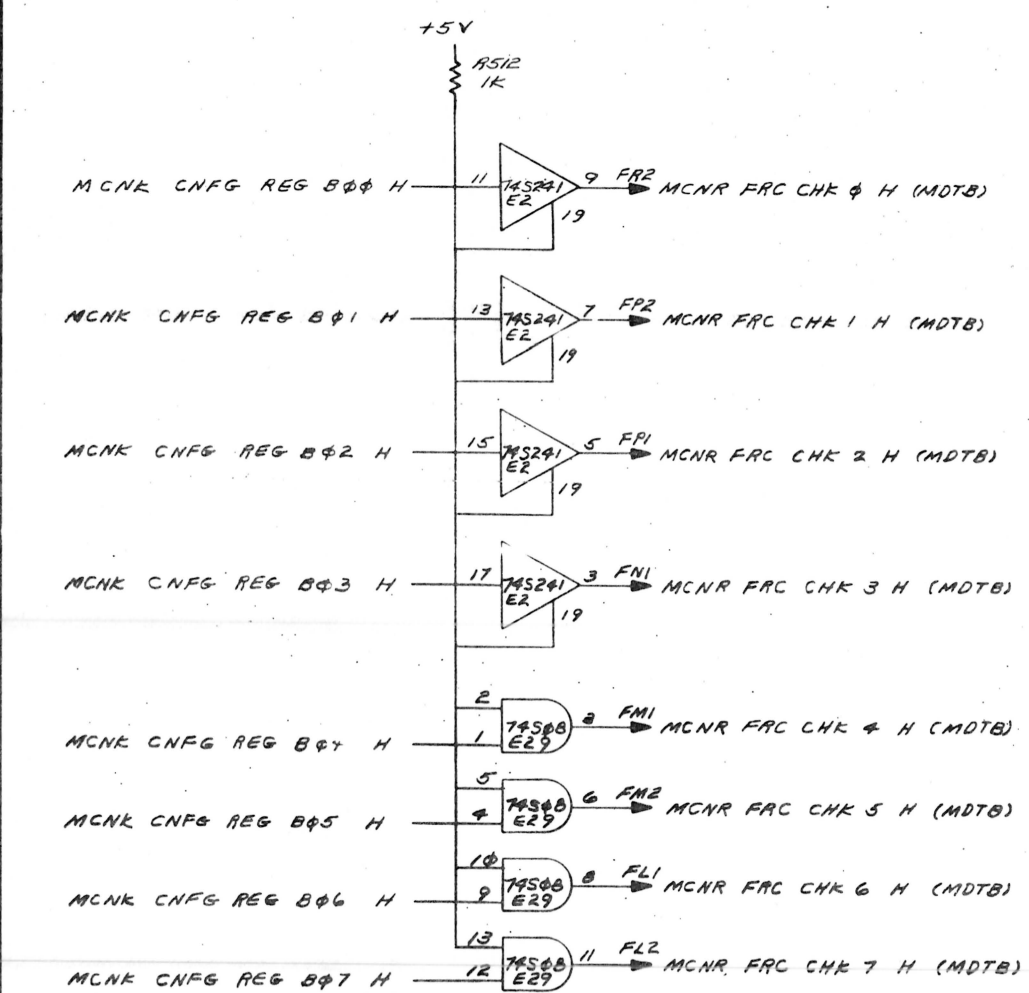 +5V
R512
1K
MCNK CNFG REG BØØ H 11 74S241 E2 19 9 FR2 MCNR FRC CHK Ø H (MDTB)
MCNK CNFG REG BØ1 H 13 74S241 E2 19 7 FP2 MCNR FRC CHK 1 H (MDTB)
MCNK CNFG REG BØ2 H 15 74S241 E2 19 5 FP1 MCNR FRC CHK 2 H (MDTB)
MCNK CNFG REG BØ3 H 17 74S241 E2 19 3 FN1 MCNR FRC CHK 3 H (MDTB)
2
MCNK CNFG REG BØ4 H 1 74SØ8 E29 3 FM1 MCNR FRC CHK 4 H (MDTB)
5
MCNK CNFG REG BØ5 H 4 74SØ8 E29 6 FM2 MCNR FRC CHK 5 H (MDTB)
1Ø
MCNK CNFG REG BØ6 H 9 74SØ8 E29 8 FL1 MCNR FRC CHK 6 H (MDTB)
13
MCNK CNFG REG BØ7 H 12 74SØ8 E29 11 FL2 MCNR FRC CHK 7 H (MDTB)